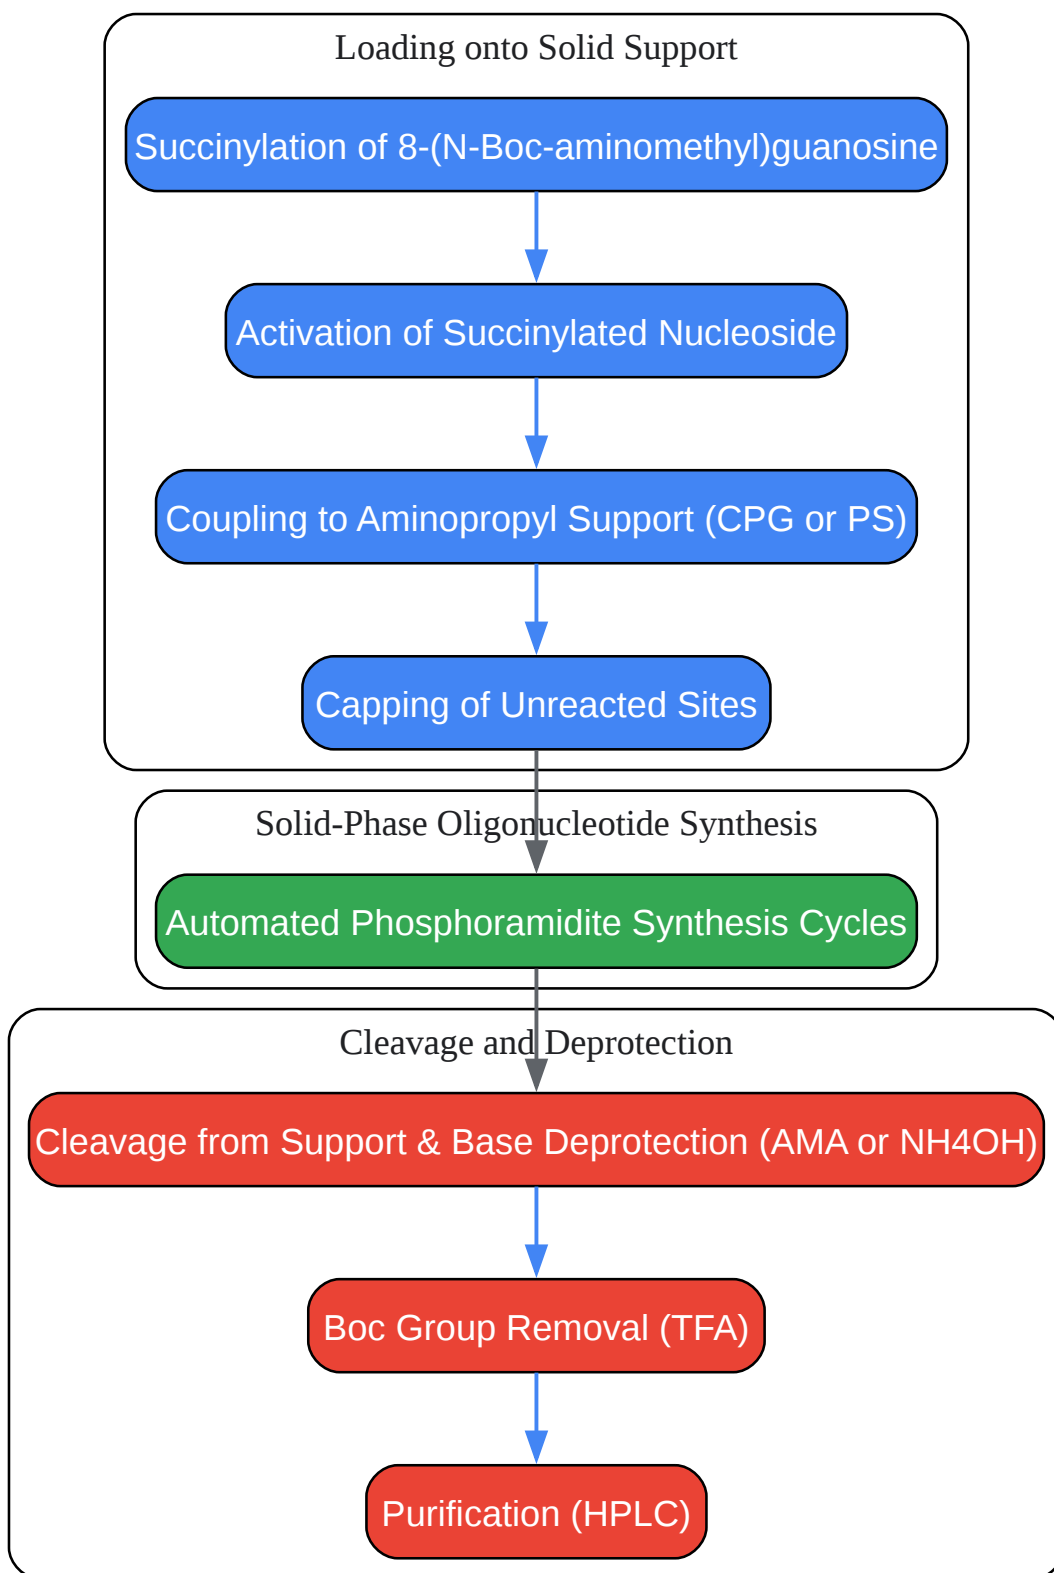 Loading onto Solid Support
Succinylation of 8-(N-Boc-aminomethyl)guanosine
Activation of Succinylated Nucleoside
Coupling to Aminopropyl Support (CPG or PS)
Capping of Unreacted Sites
Solid-Phase Oligonucleotide Synthesis
Automated Phosphoramidite Synthesis Cycles
Cleavage and Deprotection
Cleavage from Support & Base Deprotection (AMA or NH4OH)
Boc Group Removal (TFA)
Purification (HPLC)